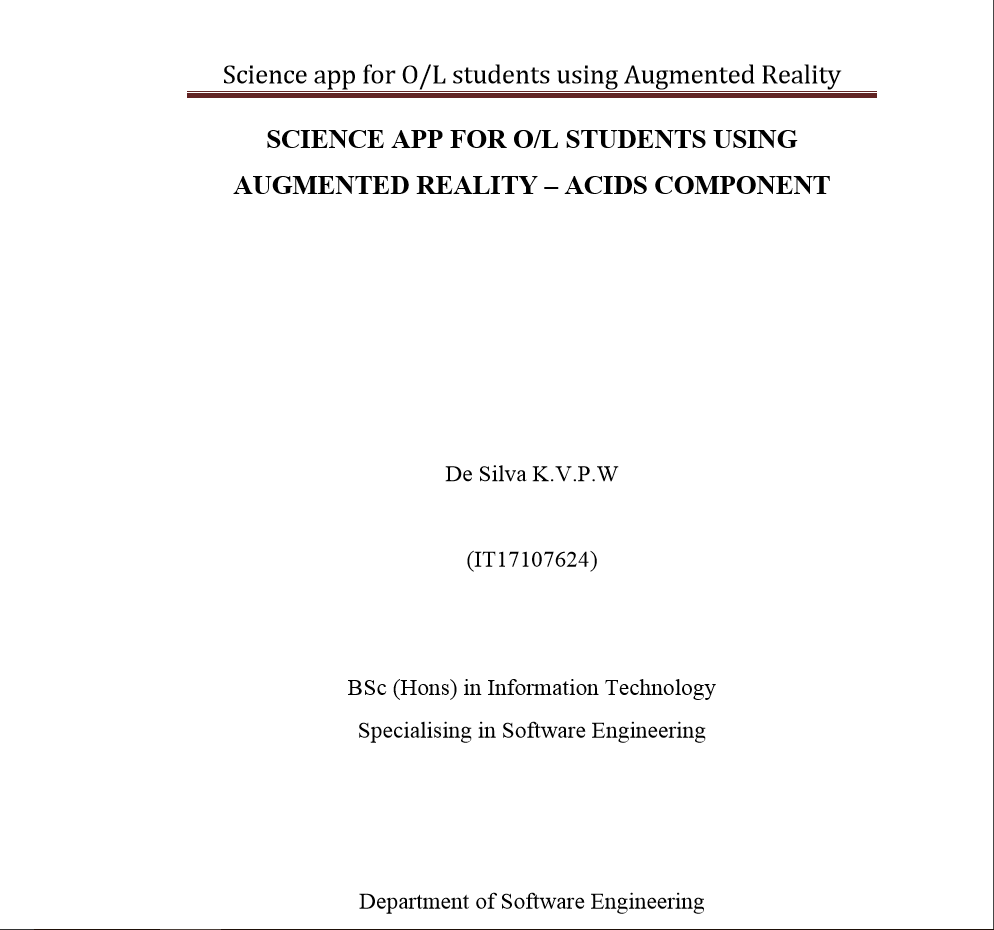 Science app for O/L students using Augmented Reality
SCIENCE APP FOR O/L STUDENTS USING
AUGMENTED REALITY – ACIDS COMPONENT
De Silva K.V.P.W
(IT17107624)
BSc (Hons) in Information Technology
Specialising in Software Engineering
Department of Software Engineering